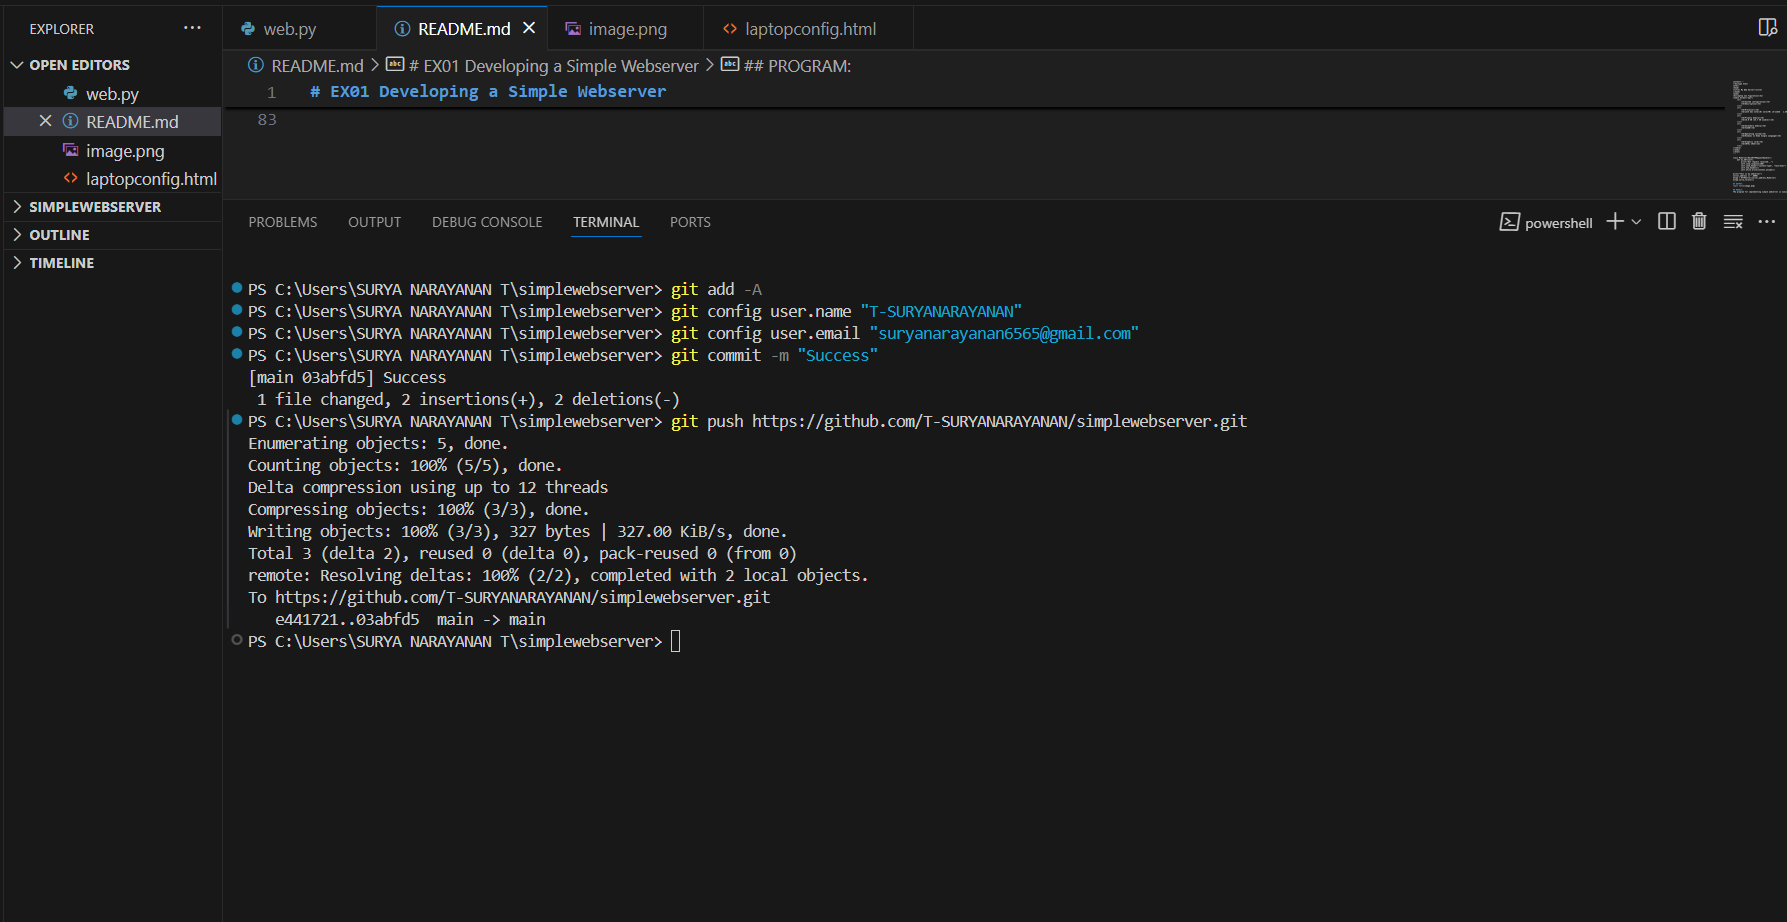 EXPLORER
web.py
README.md
image.png
laptopconfig.html
OPEN EDITORS
web.py
README.md
image.png
laptopconfig.html
SIMPLEWEBSERVER
OUTLINE
TIMELINE
README.md > # EX01 Developing a Simple Webserver > ## PROGRAM:
1 # EX01 Developing a Simple Webserver
83
PROBLEMS OUTPUT DEBUG CONSOLE TERMINAL PORTS
powershell
PS C:\Users\SURYA NARAYANAN T\simplewebserver> git add -A
PS C:\Users\SURYA NARAYANAN T\simplewebserver> git config user.name "T-SURYANARAYANAN"
PS C:\Users\SURYA NARAYANAN T\simplewebserver> git config user.email "suryanarayanan6565@gmail.com"
PS C:\Users\SURYA NARAYANAN T\simplewebserver> git commit -m "Success"
[main 03abfd5] Success
1 file changed, 2 insertions(+), 2 deletions(-)
PS C:\Users\SURYA NARAYANAN T\simplewebserver> git push https://github.com/T-SURYANARAYANAN/simplewebserver.git
Enumerating objects: 5, done.
Counting objects: 100% (5/5), done.
Delta compression using up to 12 threads
Compressing objects: 100% (3/3), done.
Writing objects: 100% (3/3), 327 bytes | 327.00 KiB/s, done.
Total 3 (delta 2), reused 0 (delta 0), pack-reused 0 (from 0)
remote: Resolving deltas: 100% (2/2), completed with 2 local objects.
To https://github.com/T-SURYANARAYANAN/simplewebserver.git
e441721..03abfd5 main -> main
PS C:\Users\SURYA NARAYANAN T\simplewebserver>